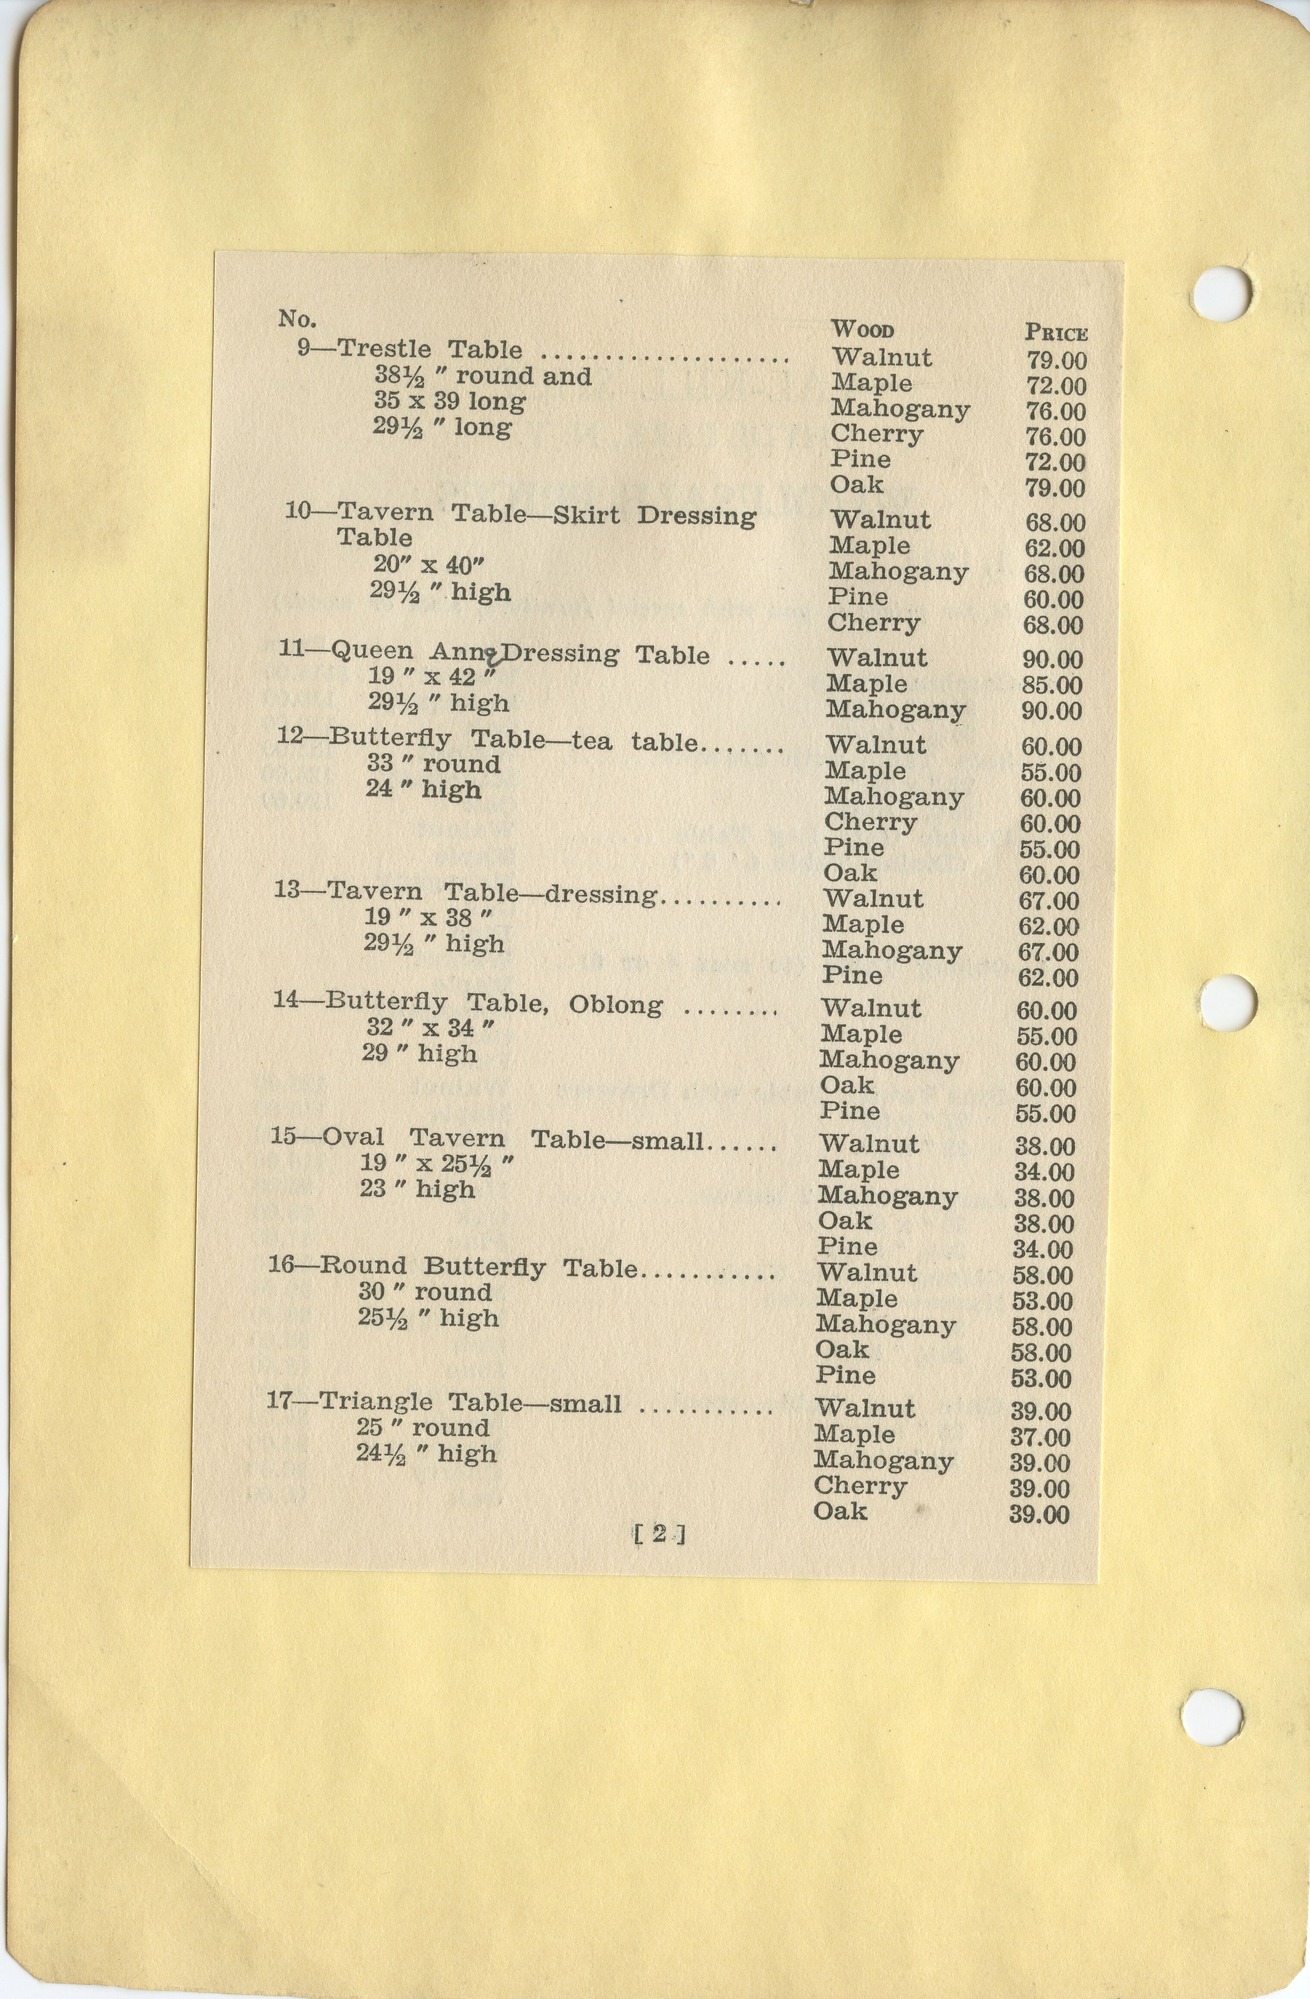 No. Wood Price
9—Trestle Table .................... Walnut 79.00
38½ " round and Maple 72.00
35 x 39 long Mahogany 76.00
29½ " long Cherry 76.00
Pine 72.00
Oak 79.00
10—Tavern Table—Skirt Dressing Walnut 68.00
Table Maple 62.00
20" x 40" Mahogany 68.00
29½ " high Pine 60.00
Cherry 68.00
11—Queen Anne Dressing Table ..... Walnut 90.00
19 " x 42 " Maple 85.00
29½ " high Mahogany 90.00
12—Butterfly Table—tea table....... Walnut 60.00
33 " round Maple 55.00
24 " high Mahogany 60.00
Cherry 60.00
Pine 55.00
Oak 60.00
13—Tavern Table—dressing.......... Walnut 67.00
19 " x 38 " Maple 62.00
29½ " high Mahogany 67.00
Pine 62.00
14—Butterfly Table, Oblong ........ Walnut 60.00
32 " x 34 " Maple 55.00
29 " high Mahogany 60.00
Oak 60.00
Pine 55.00
15—Oval Tavern Table—small...... Walnut 38.00
19 " x 25½ " Maple 34.00
23 " high Mahogany 38.00
Oak 38.00
Pine 34.00
16—Round Butterfly Table........... Walnut 58.00
30 " round Maple 53.00
25½ " high Mahogany 58.00
Oak 58.00
Pine 53.00
17—Triangle Table—small ........... Walnut 39.00
25 " round Maple 37.00
24½ " high Mahogany 39.00
Cherry 39.00
Oak 39.00
[ 2 ]